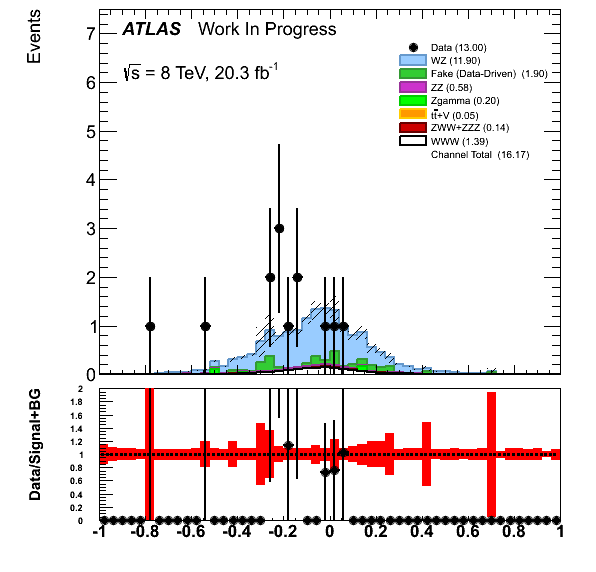 Events
ATLAS Work In Progress
√s = 8 TeV, 20.3 fb⁻¹
Data (13.00)
WZ (11.90)
Fake (Data-Driven) (1.90)
ZZ (0.58)
Zgamma (0.20)
tt̄+V (0.05)
ZWW+ZZZ (0.14)
WWW (1.39)
Channel Total (16.17)
7
6
5
4
3
2
1
0
Data/Signal+BG
2
1.8
1.6
1.4
1.2
1
0.8
0.6
0.4
0.2
0
-1 -0.8 -0.6 -0.4 -0.2 0 0.2 0.4 0.6 0.8 1